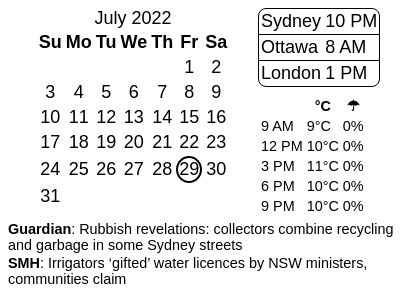 July 2022
Su Mo Tu We Th Fr Sa
1 2
3 4 5 6 7 8 9
10 11 12 13 14 15 16
17 18 19 20 21 22 23
24 25 26 27 28 29 30
31
Sydney 10 PM
Ottawa 8 AM
London 1 PM
°C ☂
9 AM 9°C 0%
12 PM 10°C 0%
3 PM 11°C 0%
6 PM 10°C 0%
9 PM 10°C 0%
Guardian: Rubbish revelations: collectors combine recycling
and garbage in some Sydney streets
SMH: Irrigators ‘gifted’ water licences by NSW ministers,
communities claim